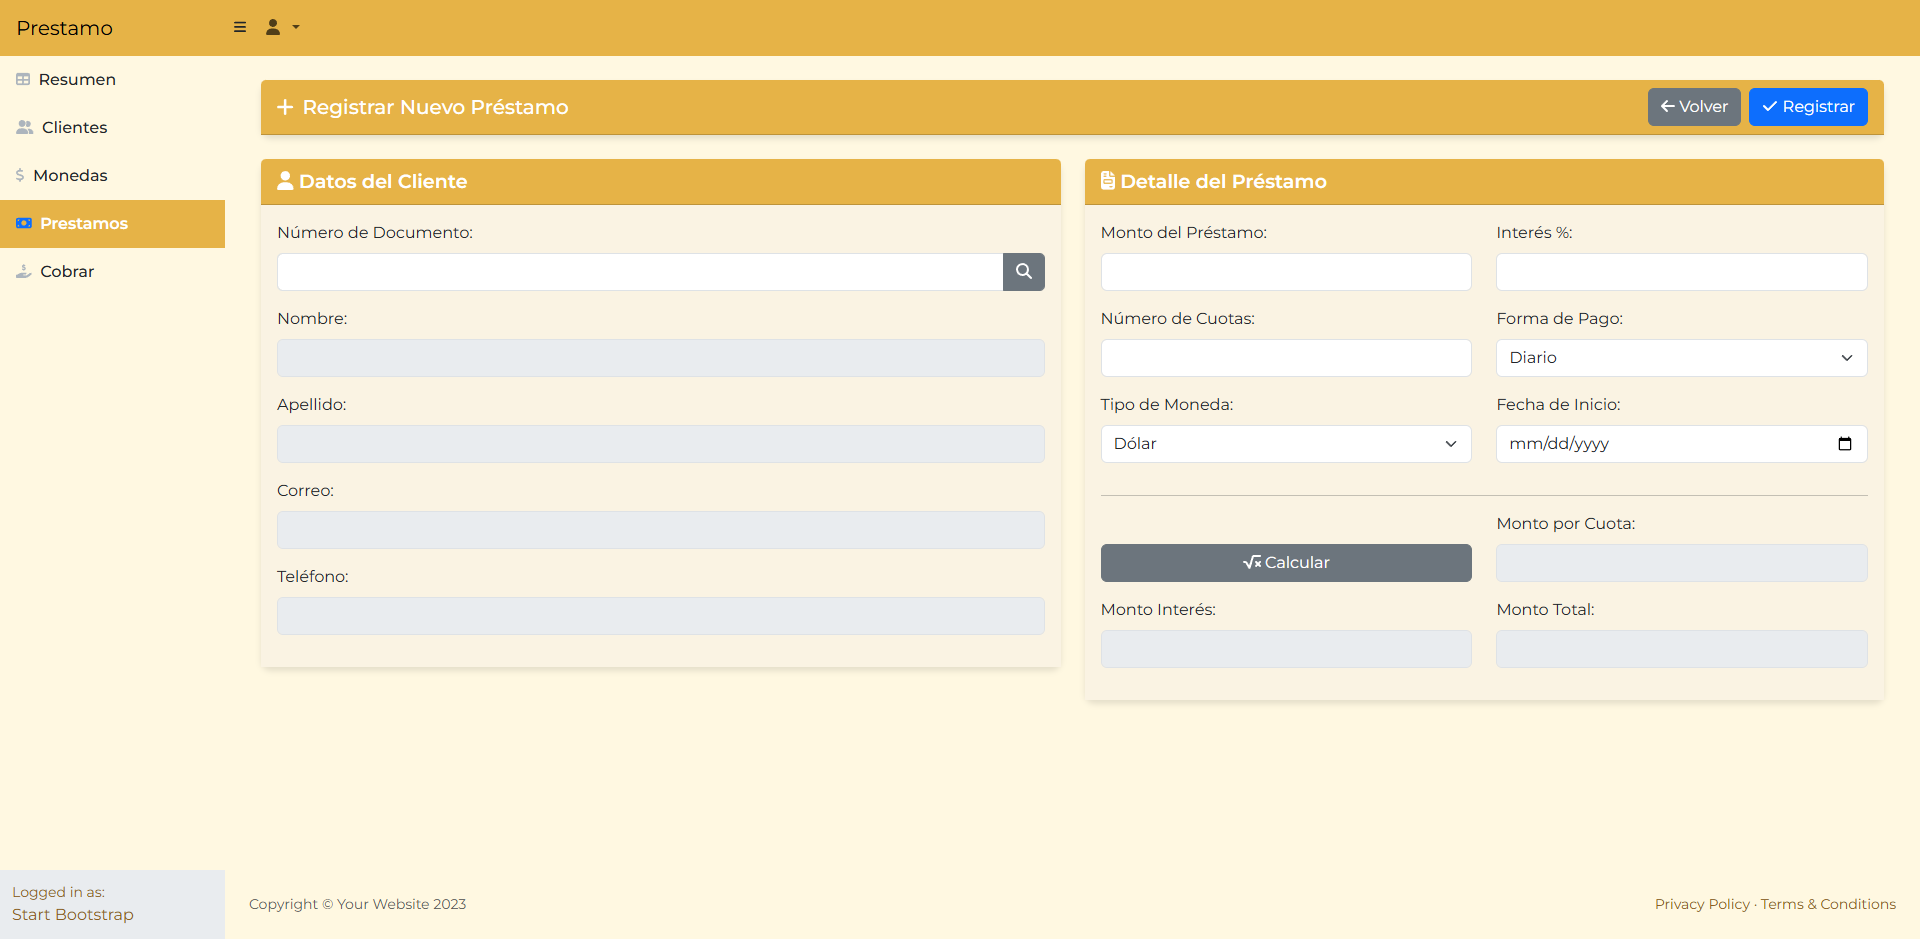 Prestamo
Resumen
Clientes
$ Monedas
Prestamos
Cobrar
Logged in as:
Start Bootstrap
Registrar Nuevo Préstamo
Volver
Registrar
Datos del Cliente
Número de Documento:
Nombre:
Apellido:
Correo:
Teléfono:
Detalle del Préstamo
Monto del Préstamo:
Interés %:
Número de Cuotas:
Forma de Pago:
Diario
Tipo de Moneda:
Fecha de Inicio:
Dólar
mm/dd/yyyy
Monto por Cuota:
Calcular
Monto Interés:
Monto Total:
Copyright © Your Website 2023
Privacy Policy · Terms & Conditions